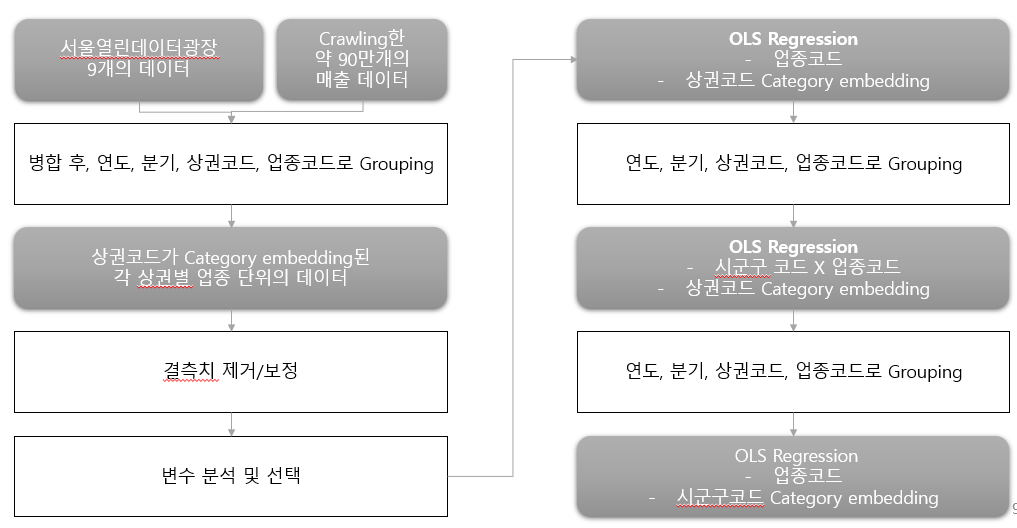 서울열린데이터광장
9개의 데이터
Crawling한
약 90만개의
매출 데이터
병합 후, 연도, 분기, 상권코드, 업종코드로 Grouping
상권코드가 Category embedding된
각 상권별 업종 단위의 데이터
결측치 제거/보정
변수 분석 및 선택
OLS Regression
- 업종코드
- 상권코드 Category embedding
연도, 분기, 상권코드, 업종코드로 Grouping
OLS Regression
- 시군구 코드 X 업종코드
- 상권코드 Category embedding
연도, 분기, 상권코드, 업종코드로 Grouping
OLS Regression
- 업종코드
- 시군구코드 Category embedding